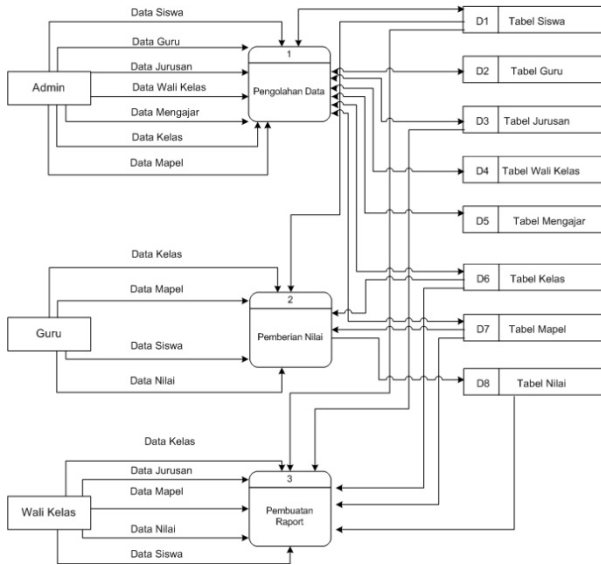 Data Siswa
Data Guru
Data Jurusan
Data Wali Kelas
Data Mengajar
Data Kelas
Data Mapel
Admin
1
Pengolahan Data
D1 Tabel Siswa
D2 Tabel Guru
D3 Tabel Jurusan
D4 Tabel Wali Kelas
D5 Tabel Mengajar
D6 Tabel Kelas
D7 Tabel Mapel
D8 Tabel Nilai
Data Kelas
Data Mapel
Data Siswa
Data Nilai
Guru
2
Pemberian Nilai
Data Kelas
Data Jurusan
Data Mapel
Data Nilai
Data Siswa
Wali Kelas
3
Pembuatan
Raport